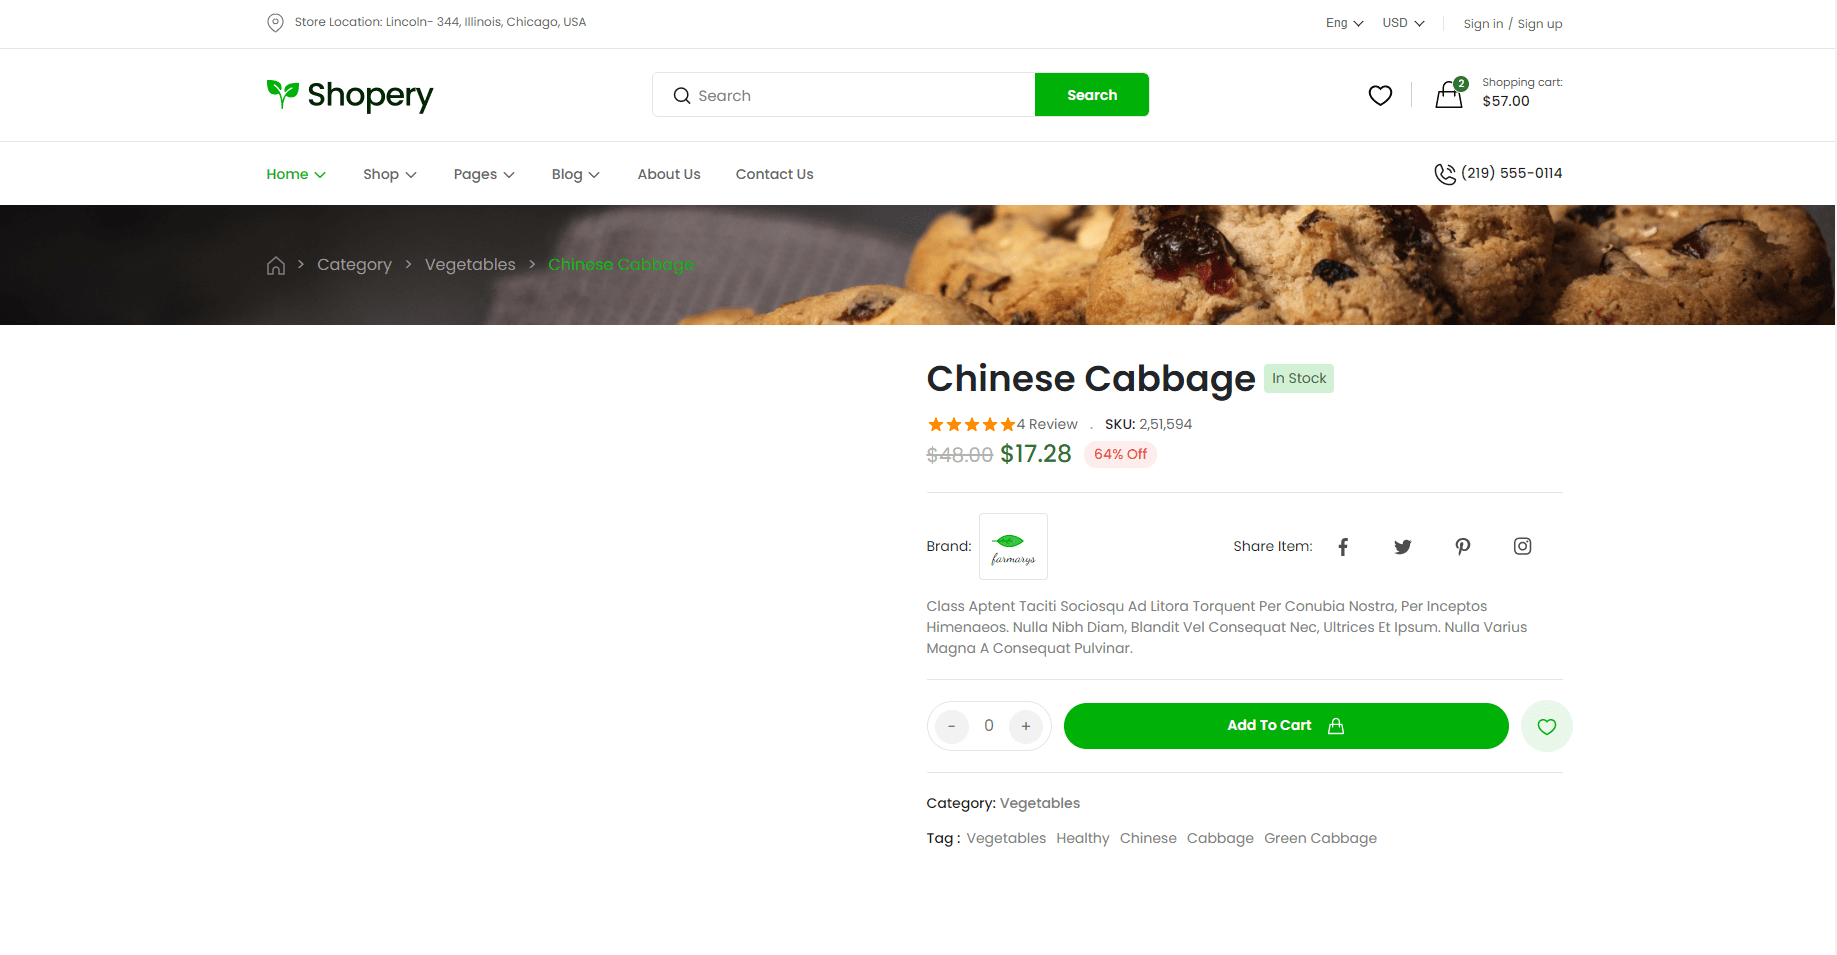 Store Location: Lincoln- 344, Illinois, Chicago, USA
Eng USD Sign in / Sign up
Shopery
Search
Search
2
Shopping cart:
$57.00
Home Shop Pages Blog About Us Contact Us
(219) 555-0114
Category > Vegetables > Chinese Cabbage
Chinese Cabbage In Stock
4 Review . SKU: 2,51,594
$48.00 $17.28 64% Off
Brand: farmarys Share Item:
Class Aptent Taciti Sociosqu Ad Litora Torquent Per Conubia Nostra, Per Inceptos
Himenaeos. Nulla Nibh Diam, Blandit Vel Consequat Nec, Ultrices Et Ipsum. Nulla Varius
Magna A Consequat Pulvinar.
- 0 + Add To Cart
Category: Vegetables
Tag : Vegetables Healthy Chinese Cabbage Green Cabbage